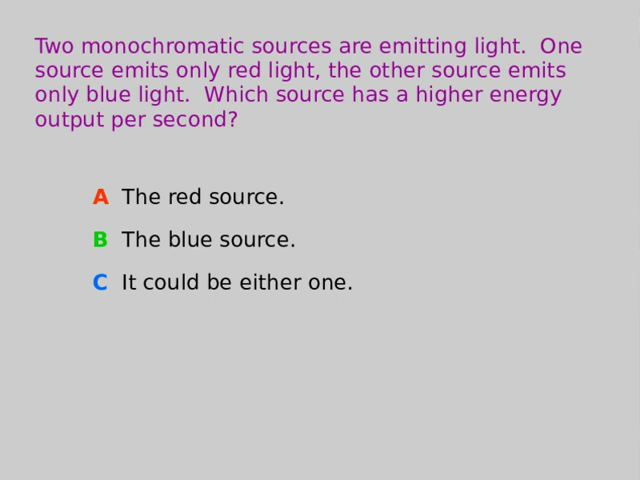 Two monochromatic sources are emitting light.  One
source emits only red light, the other source emits
only blue light.  Which source has a higher energy
output per second?
A The red source.
B The blue source.
C It could be either one.